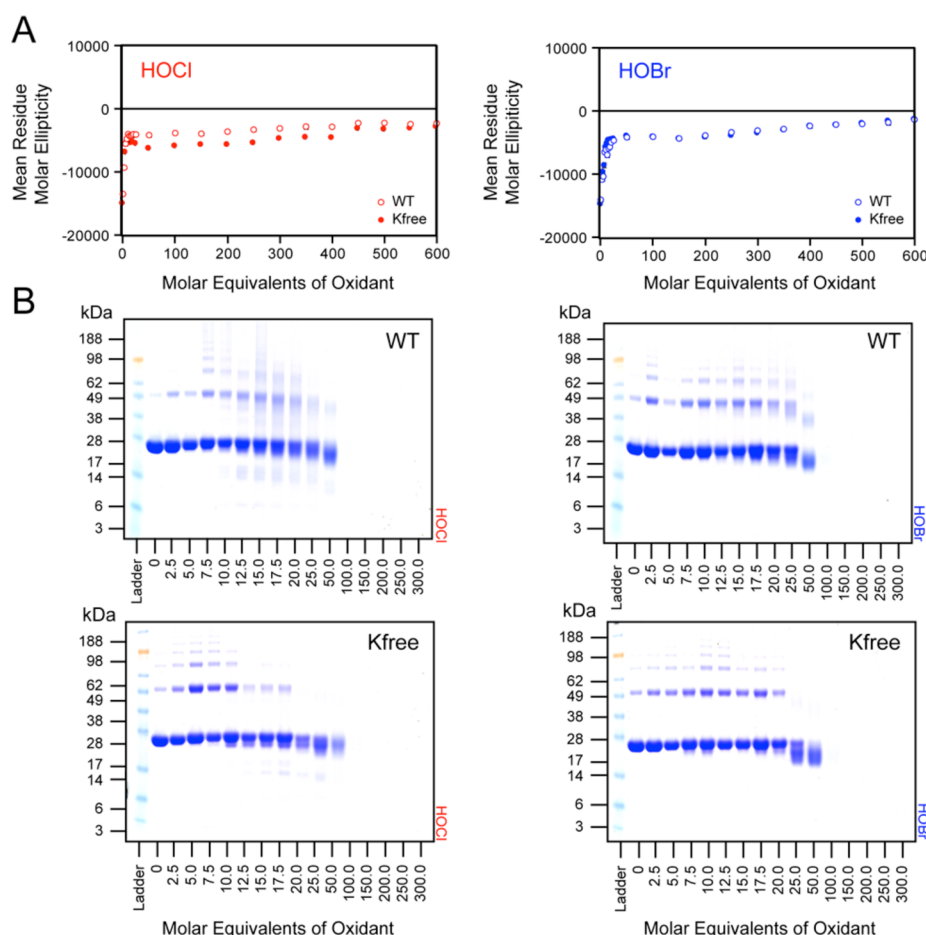 A
HOCl
10000
0
-10000
-20000
Mean Residue
Molar Ellipticity
WT
Kfree
0 100 200 300 400 500 600
Molar Equivalents of Oxidant
HOBr
10000
0
-10000
-20000
Mean Residue
Molar Ellipiticity
WT
Kfree
0 100 200 300 400 500 600
Molar Equivalents of Oxidant
B
kDa
WT
188
98
62
49
38
28
17
14
6
3
HOCl
Ladder 0 2.5 5.0 7.5 10.0 12.5 15.0 17.5 20.0 25.0 50.0 100.0 200.0 250.0 300.0
kDa
WT
188
98
62
49
38
28
17
14
6
3
HOBr
Ladder 0 2.5 5.0 7.5 10.0 12.5 15.0 17.5 20.0 25.0 50.0 100.0 200.0 250.0 300.0
kDa
Kfree
188
98
62
49
38
28
17
14
6
3
HOCl
Ladder 0 2.5 5.0 7.5 10.0 12.5 15.0 17.5 20.0 25.0 50.0 100.0 200.0 250.0 300.0
Molar Equivalents of Oxidant
kDa
Kfree
188
98
62
49
38
28
17
14
6
3
HOBr
Ladder 0 2.5 5.0 7.5 10.0 12.5 15.0 17.5 20.0 25.0 50.0 100.0 200.0 250.0 300.0
Molar Equivalents of Oxidant